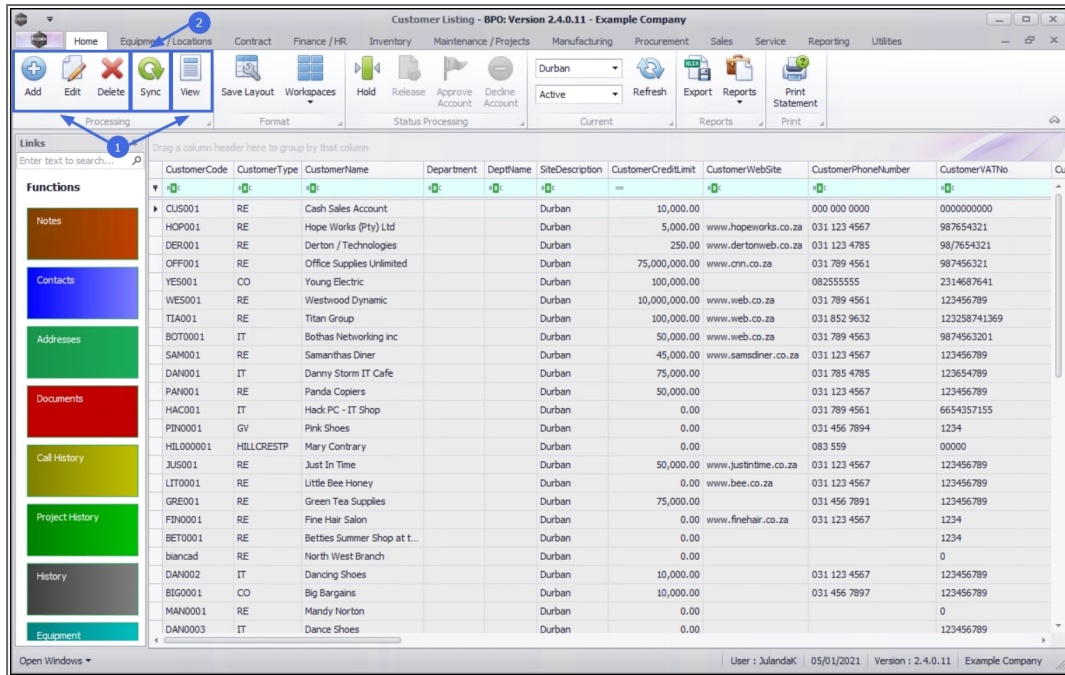 Customer Listing - BPO: Version 2.4.0.11 - Example Company
2
Home Equipment / Locations Contract Finance / HR Inventory Maintenance / Projects Manufacturing Procurement Sales Service Reporting Utilities
Add Edit Delete Sync View Save Layout Workspaces Hold Release Approve Account Decline Account Durban Active Refresh Export Reports Print Statement
Processing Format Status Processing Current Reports Print
1
Links
Enter text to search...
Drag a column header here to group by that column
CustomerCode CustomerType CustomerName Department DeptName SiteDescription CustomerCreditLimit CustomerWebSite CustomerPhoneNumber CustomerVATNo Cu
Functions
Notes
Contacts
Addresses
Documents
Call History
Project History
History
Equipment
CUS001 RE Cash Sales Account Durban 10,000.00 000 000 0000 0000000000
HOP001 RE Hope Works (Pty) Ltd Durban 5,000.00 www.hopeworks.co.za 031 123 4567 987654321
DER001 RE Derton / Technologies Durban 250.00 www.dertonweb.co.za 031 123 4785 98/7654321
OFF001 RE Office Supplies Unlimited Durban 75,000,000.00 www.cnn.co.za 031 789 4561 987456321
YES001 CO Young Electric Durban 100,000.00 082555555 2314687641
WES001 RE Westwood Dynamic Durban 10,000,000.00 www.web.co.za 031 789 4561 123456789
TIA001 RE Titan Group Durban 100,000.00 www.web.co.za 031 852 9632 123258741369
BOT0001 IT Bothas Networking inc Durban 50,000.00 www.web.co.za 031 789 4563 9874563201
SAM001 RE Samanthas Diner Durban 45,000.00 www.samsdiner.co.za 031 123 4567 123456789
DAN001 IT Danny Storm IT Cafe Durban 75,000.00 031 785 4785 123654789
PAN001 RE Panda Copiers Durban 50,000.00 031 123 4567 123456789
HAC001 IT Hack PC - IT Shop Durban 0.00 031 789 4561 6654357155
PIN0001 GV Pink Shoes Durban 0.00 031 456 7894 1234
HIL000001 HILLCRESTP Mary Contrary Durban 0.00 083 559 00000
JUS001 RE Just In Time Durban 50,000.00 www.justintime.co.za 031 123 4567 123456789
LIT0001 RE Little Bee Honey Durban 0.00 www.bee.co.za 031 123 4567 123456789
GRE001 RE Green Tea Supplies Durban 75,000.00 031 456 7891 123456789
FIN0001 RE Fine Hair Salon Durban 0.00 www.finehair.co.za 031 123 4567 1234
BET0001 RE Betties Summer Shop at t... Durban 0.00 1234
biancad RE North West Branch Durban 0.00 0
DAN002 IT Dancing Shoes Durban 10,000.00 031 123 4567 123456789
BIG0001 CO Big Bargains Durban 10,000.00 031 456 7897 123456789
MAN0001 RE Mandy Norton Durban 0.00 0
DAN0003 IT Dance Shoes Durban 0.00 123456789
Open Windows User : JulandaK 05/01/2021 Version : 2.4.0.11 Example Company